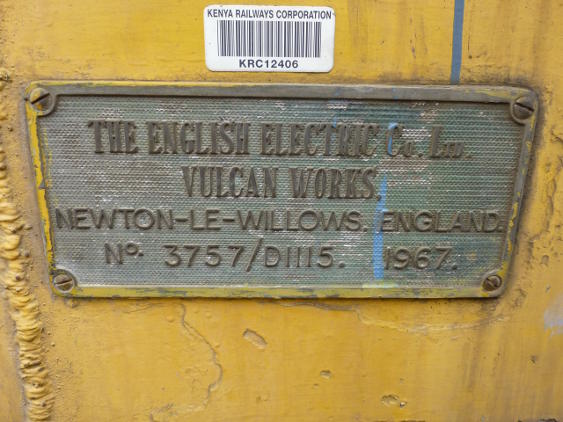 KENYA RAILWAYS CORPORATION
KRC12406
THE ENGLISH ELECTRIC Co. LTD.
VULCAN WORKS,
NEWTON-LE-WILLOWS. ENGLAND.
No. 3757/D1115. 1967.